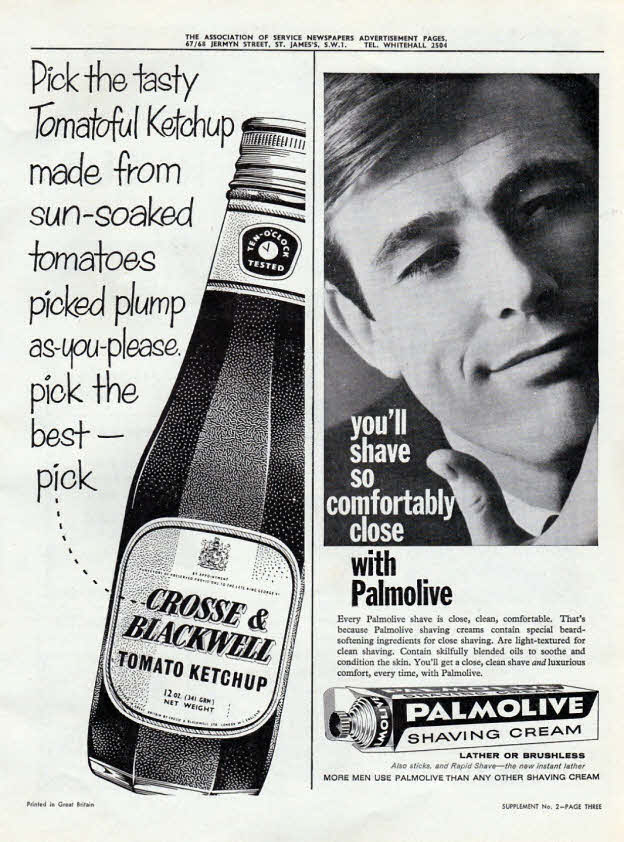 THE ASSOCIATION OF SERVICE NEWSPAPERS ADVERTISEMENT PAGES,
67/68 JERMYN STREET, ST. JAMES'S, S.W.1. TEL. WHITEHALL 2504
Pick the tasty
Tomatoful Ketchup
made from
sun-soaked
tomatoes
picked plump
as-you-please.
pick the
best —
pick
TEN-O'CLOCK
TESTED
BY APPOINTMENT
CROSSE &
BLACKWELL
TOMATO KETCHUP
12 OZ. (341 GRM)
NET WEIGHT
you'll
shave
so
comfortably
close
with
Palmolive
Every Palmolive shave is close, clean, comfortable. That's
because Palmolive shaving creams contain special beard-
softening ingredients for close shaving. Are light-textured for
clean shaving. Contain skilfully blended oils to soothe and
condition the skin. You'll get a close, clean shave and luxurious
comfort, every time, with Palmolive.
PALMOLIVE
SHAVING CREAM
LATHER OR BRUSHLESS
Also sticks, and Rapid Shave—the new instant lather
MORE MEN USE PALMOLIVE THAN ANY OTHER SHAVING CREAM
Printed in Great Britain
SUPPLEMENT No. 2—PAGE THREE